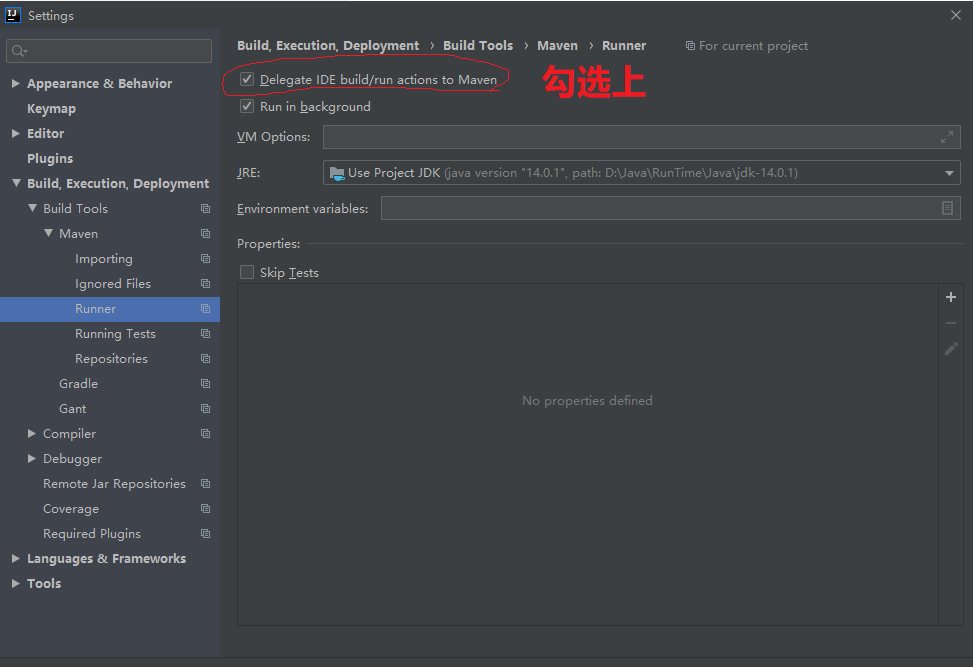 Settings
Build, Execution, Deployment › Build Tools › Maven › Runner For current project
Delegate IDE build/run actions to Maven
勾选上
Run in background
VM Options:
JRE: Use Project JDK (java version "14.0.1", path: D:\Java\RunTime\Java\jdk-14.0.1)
Environment variables:
Properties:
Skip Tests
No properties defined
Appearance & Behavior
Keymap
Editor
Plugins
Build, Execution, Deployment
Build Tools
Maven
Importing
Ignored Files
Runner
Running Tests
Repositories
Gradle
Gant
Compiler
Debugger
Remote Jar Repositories
Coverage
Required Plugins
Languages & Frameworks
Tools